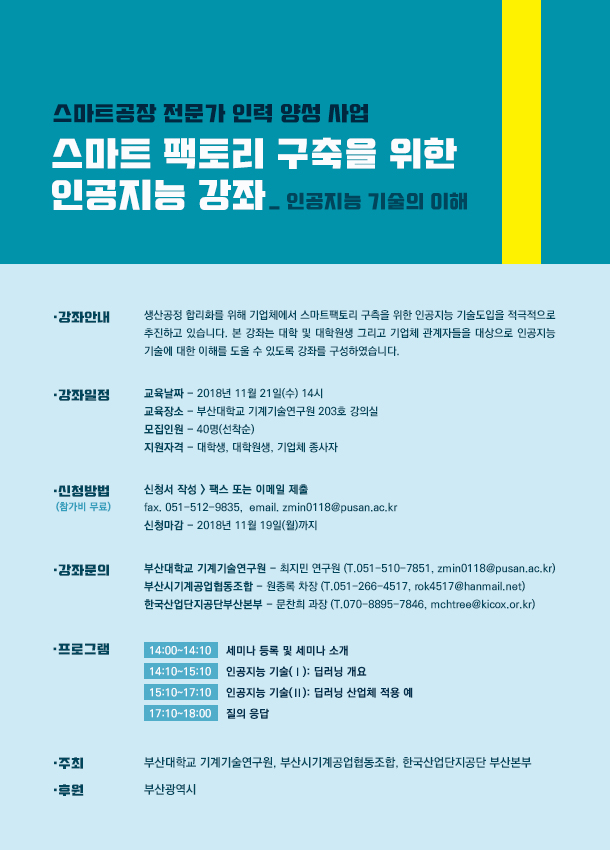 스마트공장 전문가 인력 양성 사업
스마트 팩토리 구축을 위한
인공지능 강좌_ 인공지능 기술의 이해
·강좌안내
생산공정 합리화를 위해 기업체에서 스마트팩토리 구축을 위한 인공지능 기술도입을 적극적으로
추진하고 있습니다. 본 강좌는 대학 및 대학원생 그리고 기업체 관계자들을 대상으로 인공지능
기술에 대한 이해를 도울 수 있도록 강좌를 구성하였습니다.
·강좌일정
교육날짜 - 2018년 11월 21일(수) 14시
교육장소 - 부산대학교 기계기술연구원 203호 강의실
모집인원 - 40명(선착순)
지원자격 - 대학생, 대학원생, 기업체 종사자
·신청방법
(참가비 무료)
신청서 작성 > 팩스 또는 이메일 제출
fax. 051-512-9835,  email. zmin0118@pusan.ac.kr
신청마감 - 2018년 11월 19일(월)까지
·강좌문의
부산대학교 기계기술연구원 - 최지민 연구원 (T.051-510-7851, zmin0118@pusan.ac.kr)
부산시기계공업협동조합 - 원종록 차장 (T.051-266-4517, rok4517@hanmail.net)
한국산업단지공단부산본부 - 문찬희 과장 (T.070-8895-7846, mchtree@kicox.or.kr)
·프로그램
14:00~14:10 세미나 등록 및 세미나 소개
14:10~15:10 인공지능 기술(Ⅰ): 딥러닝 개요
15:10~17:10 인공지능 기술(Ⅱ): 딥러닝 산업체 적용 예
17:10~18:00 질의 응답
·주최 부산대학교 기계기술연구원, 부산시기계공업협동조합, 한국산업단지공단 부산본부
·후원 부산광역시